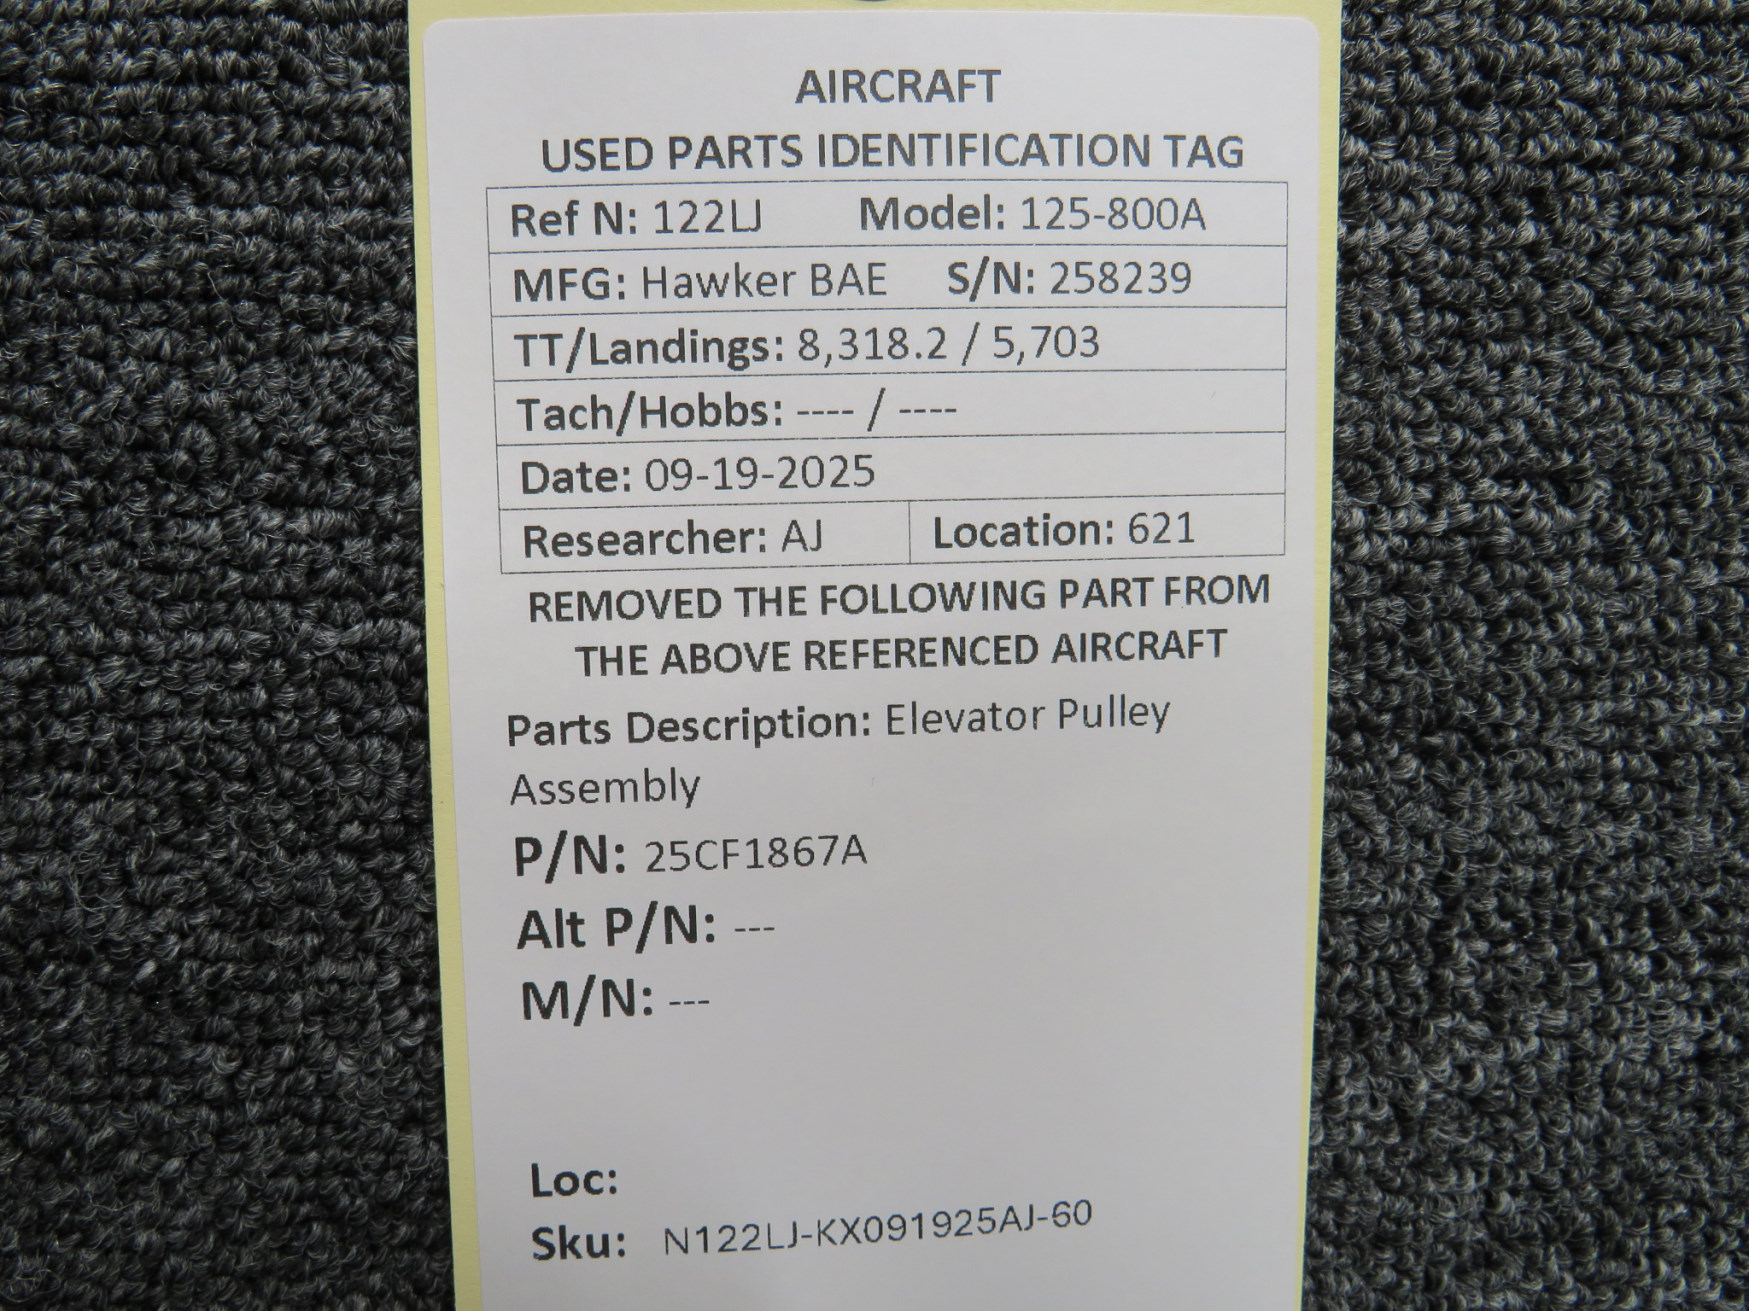 AIRCRAFT
USED PARTS IDENTIFICATION TAG
Ref N: 122LJ Model: 125-800A
MFG: Hawker BAE S/N: 258239
TT/Landings: 8,318.2 / 5,703
Tach/Hobbs: ---- / ----
Date: 09-19-2025
Researcher: AJ Location: 621
REMOVED THE FOLLOWING PART FROM
THE ABOVE REFERENCED AIRCRAFT
Parts Description: Elevator Pulley
Assembly
P/N: 25CF1867A
Alt P/N: ---
M/N: ---
Loc:
Sku: N122LJ-KX091925AJ-60